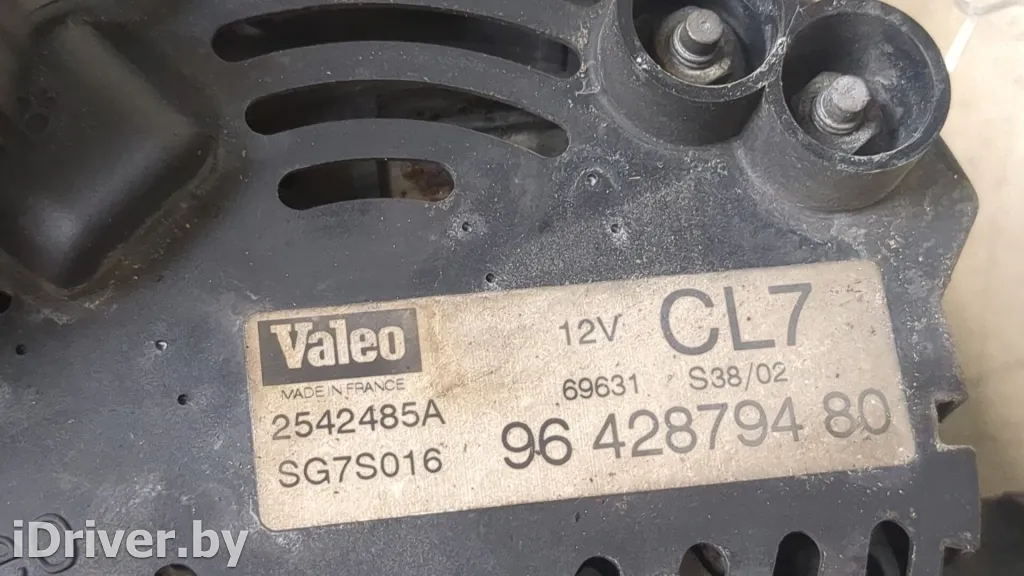 Valeo
MADE IN FRANCE
2542485A
SG7S016
12V CL7
69631 S38/02
96 428794 80
iDriver.by